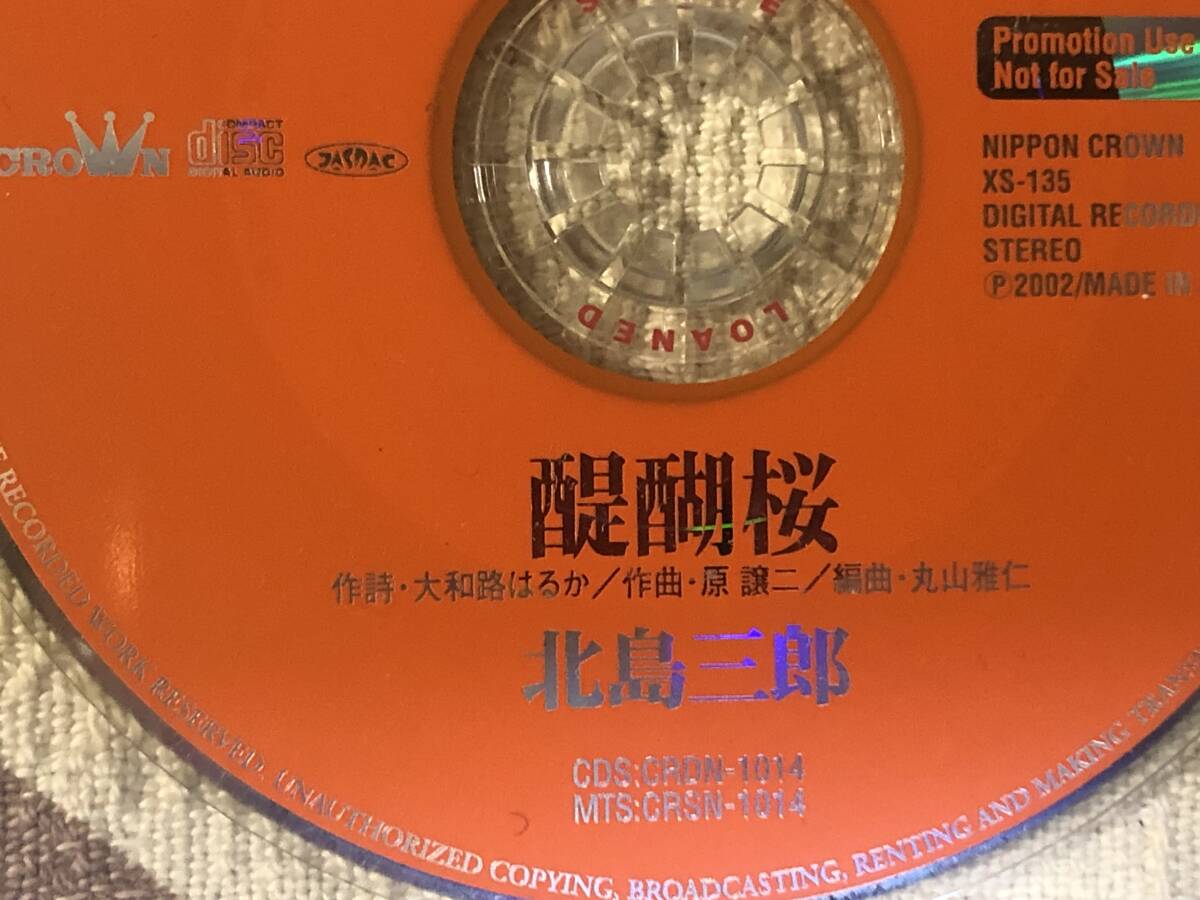 CROWN
COMPACT
disc
DIGITAL AUDIO
JASRAC
LOANED
Promotion Use
Not for Sale
NIPPON CROWN
XS-135
DIGITAL RECORD
STEREO
Ⓟ2002/MADE IN
醍醐桜
作詩・大和路はるか/作曲・原 譲二/編曲・丸山雅仁
北島三郎
CDS:CRDN-1014
MTS:CRSN-1014
RECORDED WORK RESERVED. UNAUTHORIZED COPYING, BROADCASTING, RENTING AND MAKING